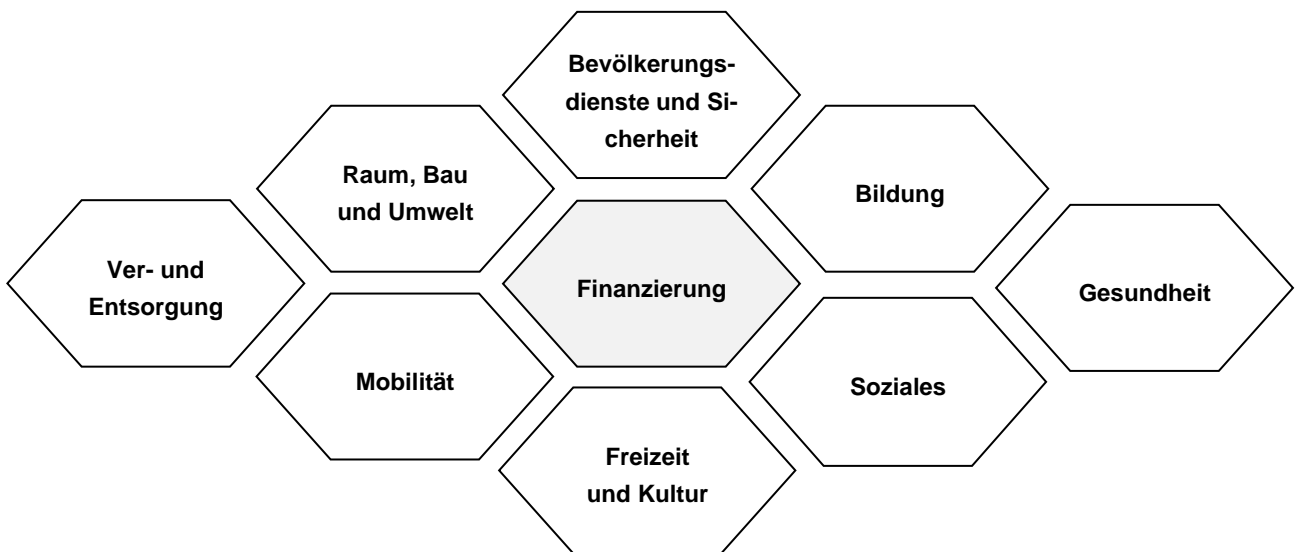 Bevölkerungs-
dienste und Si-
cherheit
Raum, Bau
und Umwelt
Bildung
Ver- und
Entsorgung
Finanzierung
Gesundheit
Mobilität
Soziales
Freizeit
und Kultur